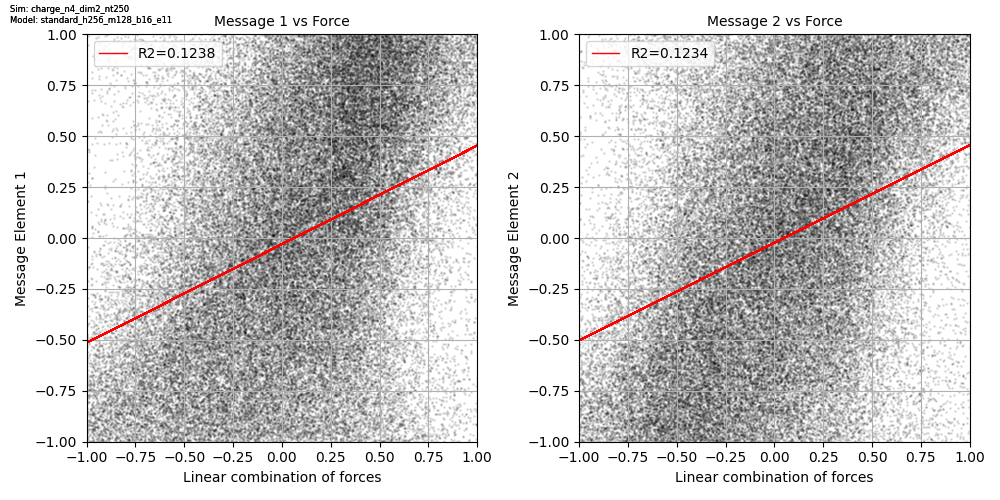 Sim: charge_n4_dim2_nt250
Model: standard_h256_m128_b16_e11
Message 1 vs Force
R2=0.1238
Message Element 1
1.00
0.75
0.50
0.25
0.00
−0.25
−0.50
−0.75
−1.00
−1.00 −0.75 −0.50 −0.25 0.00 0.25 0.50 0.75 1.00
Linear combination of forces
Message 2 vs Force
R2=0.1234
Message Element 2
1.00
0.75
0.50
0.25
0.00
−0.25
−0.50
−0.75
−1.00
−1.00 −0.75 −0.50 −0.25 0.00 0.25 0.50 0.75 1.00
Linear combination of forces